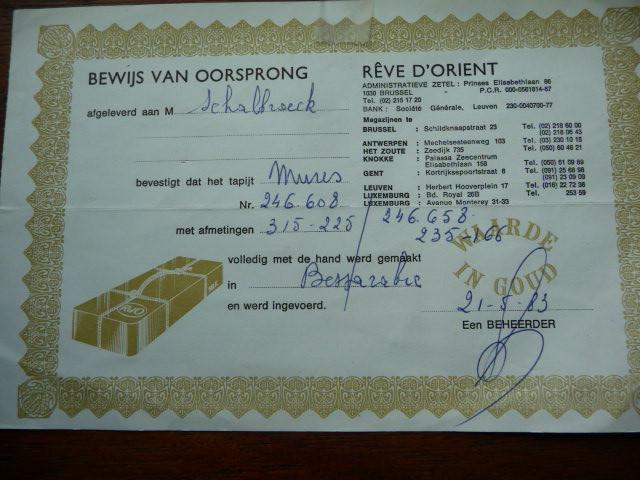 BEWIJS VAN OORSPRONG
afgeleverd aan M Schalbroeck
bevestigt dat het tapijt Mures
Nr. 246.608
met afmetingen 315-225
volledig met de hand werd gemaakt
in Bessarabie
en werd ingevoerd.
RÊVE D'ORIENT
ADMINISTRATIEVE ZETEL : Prinses Elisabethlaan 86
1030 BRUSSEL P.C.R. 000-0561814-67
Tel. (02) 215 17 20
BANK : Société Générale, Leuven 230-0040700-77
Magazijnen te
BRUSSEL : Schildknaapstraat 23 Tel. (02) 218 60 00
(02) 218 06 43
ANTWERPEN : Mechelsesteenweg 103 Tel. (03) 230 10 15
HET ZOUTE : Zeedijk 735 Tel. (050) 60 46 21
KNOKKE : Palassa Zeecentrum
Elisabethlaan 158 Tel. (050) 61 09 89
GENT : Kortrijksepoortstraat 6 Tel. (091) 25 66 98
(091) 23 09 09
LEUVEN : Herbert Hooverplein 17 Tel. (016) 22 72 36
LUXEMBURG : Bd. Royal 26B Tel. 253 59
LUXEMBURG : Avenue Monterey 31-33
246.658
235-166
WAARDE
IN GOUD
21-5-83
Een BEHEERDER
RVO